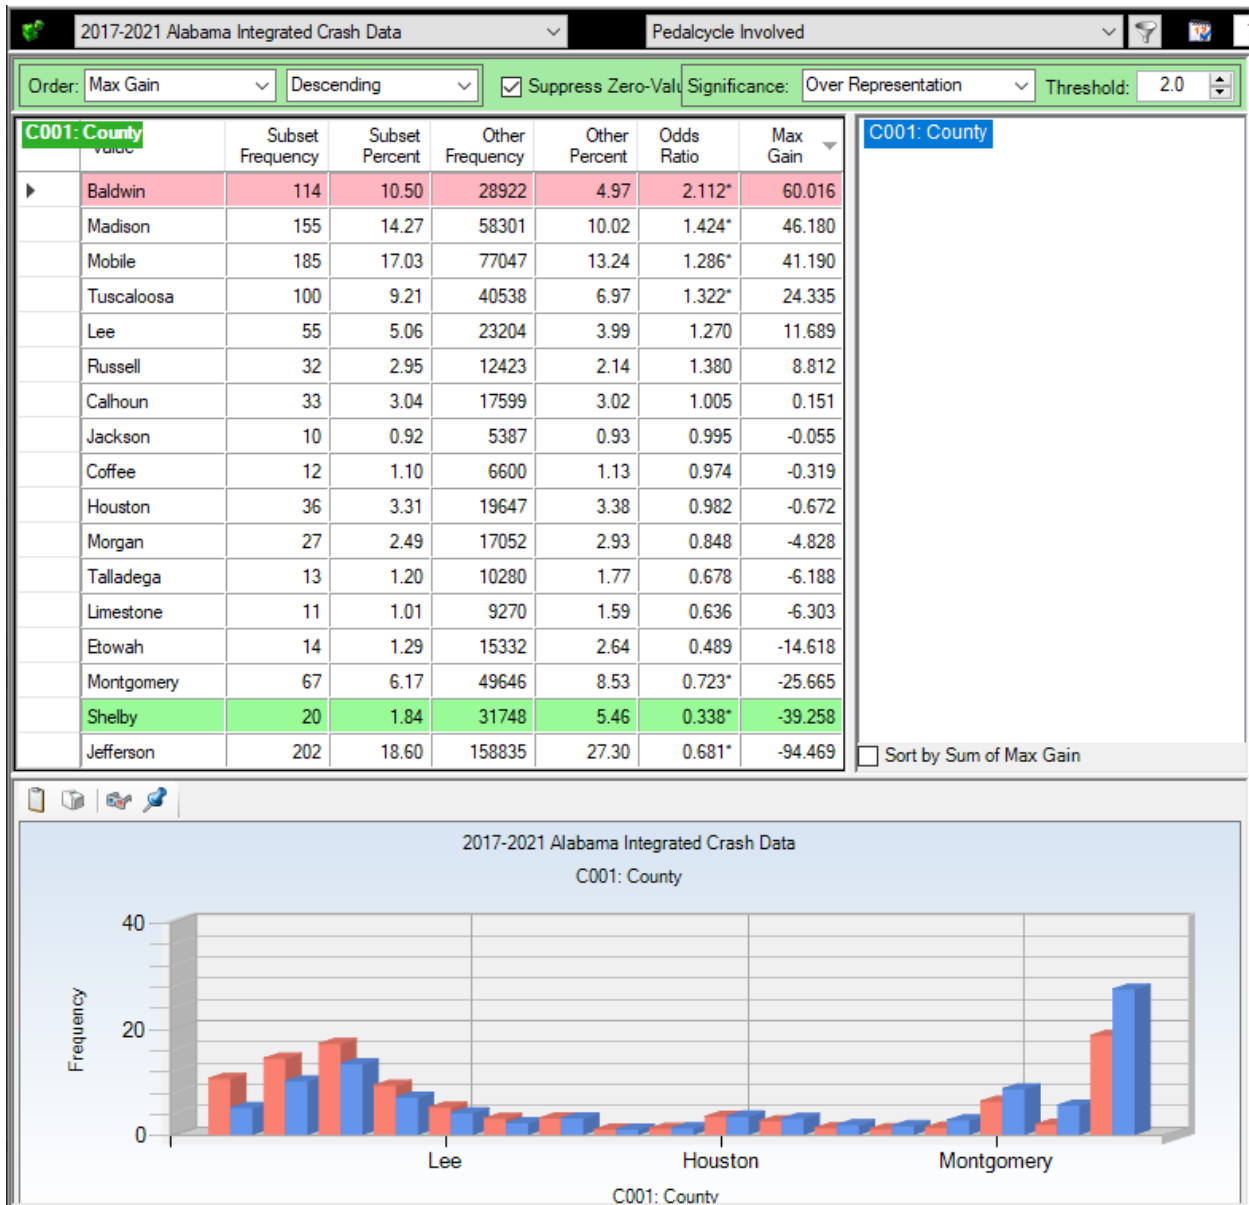 2017-2021 Alabama Integrated Crash Data Pedalcycle Involved
Order: Max Gain Descending Suppress Zero-Valu Significance: Over Representation Threshold: 2.0
C001: County Subset Frequency Subset Percent Other Frequency Other Percent Odds Ratio Max Gain
Baldwin 114 10.50 28922 4.97 2.112* 60.016
Madison 155 14.27 58301 10.02 1.424* 46.180
Mobile 185 17.03 77047 13.24 1.286* 41.190
Tuscaloosa 100 9.21 40538 6.97 1.322* 24.335
Lee 55 5.06 23204 3.99 1.270 11.689
Russell 32 2.95 12423 2.14 1.380 8.812
Calhoun 33 3.04 17599 3.02 1.005 0.151
Jackson 10 0.92 5387 0.93 0.995 -0.055
Coffee 12 1.10 6600 1.13 0.974 -0.319
Houston 36 3.31 19647 3.38 0.982 -0.672
Morgan 27 2.49 17052 2.93 0.848 -4.828
Talladega 13 1.20 10280 1.77 0.678 -6.188
Limestone 11 1.01 9270 1.59 0.636 -6.303
Etowah 14 1.29 15332 2.64 0.489 -14.618
Montgomery 67 6.17 49646 8.53 0.723* -25.665
Shelby 20 1.84 31748 5.46 0.338* -39.258
Jefferson 202 18.60 158835 27.30 0.681* -94.469
C001: County
Sort by Sum of Max Gain
2017-2021 Alabama Integrated Crash Data
C001: County
40
20
0
Frequency
Lee Houston Montgomery
C001: County